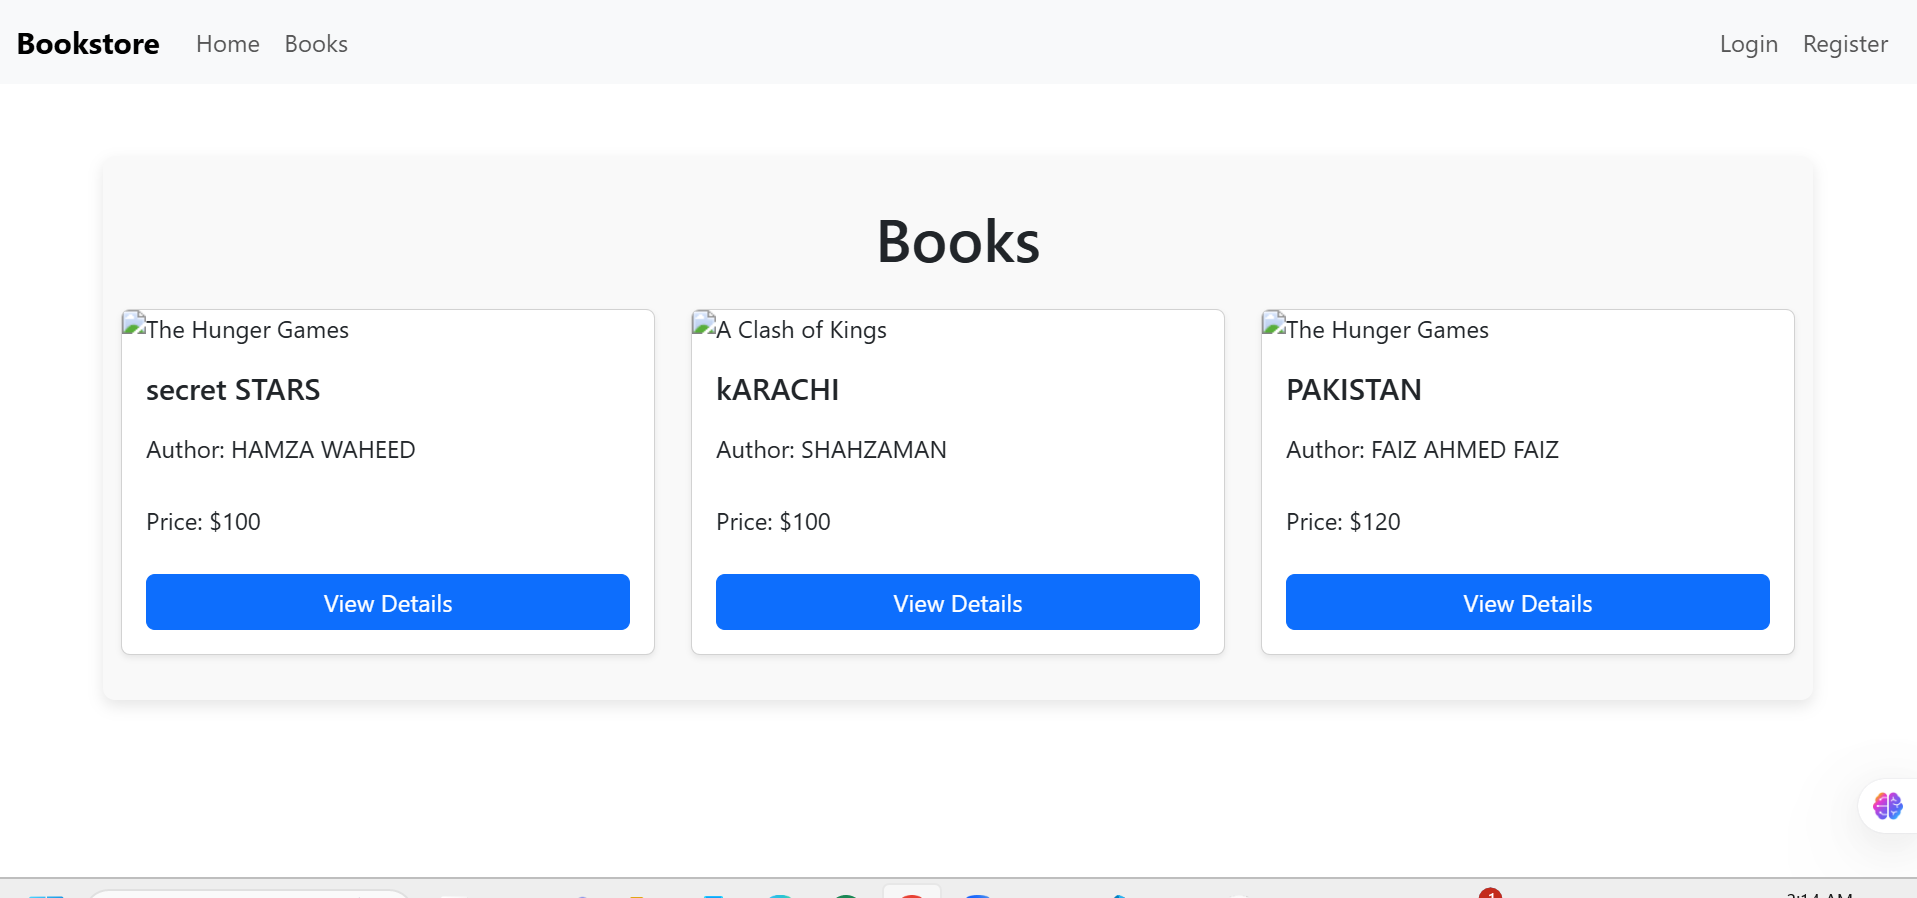 Bookstore Home Books Login Register
Books
The Hunger Games
secret STARS
Author: HAMZA WAHEED
Price: $100
View Details
A Clash of Kings
kARACHI
Author: SHAHZAMAN
Price: $100
View Details
The Hunger Games
PAKISTAN
Author: FAIZ AHMED FAIZ
Price: $120
View Details